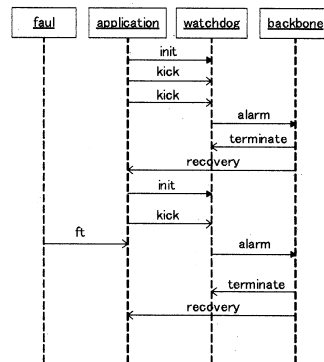 faul application watchdog backbone
init
kick
kick
alarm
terminate
recovery
init
kick
ft
alarm
terminate
recovery